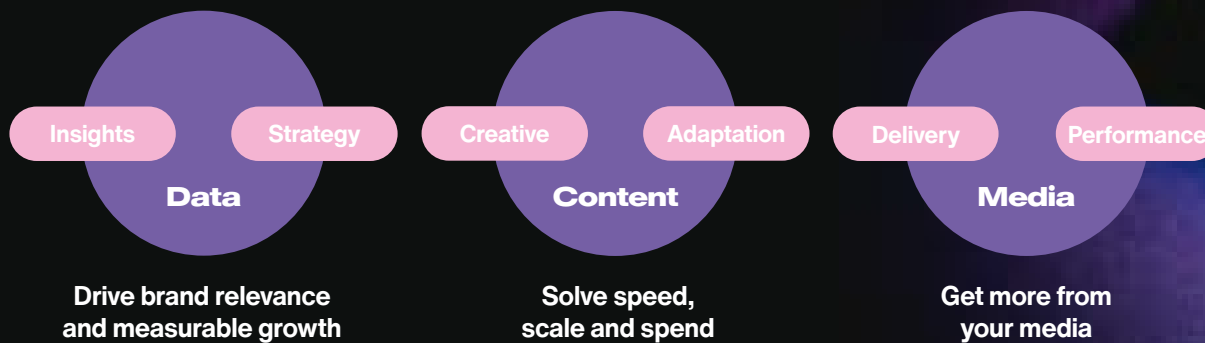 Insights
Strategy
Data
Drive brand relevance
and measurable growth
Creative
Adaptation
Content
Solve speed,
scale and spend
Delivery
Performance
Media
Get more from
your media